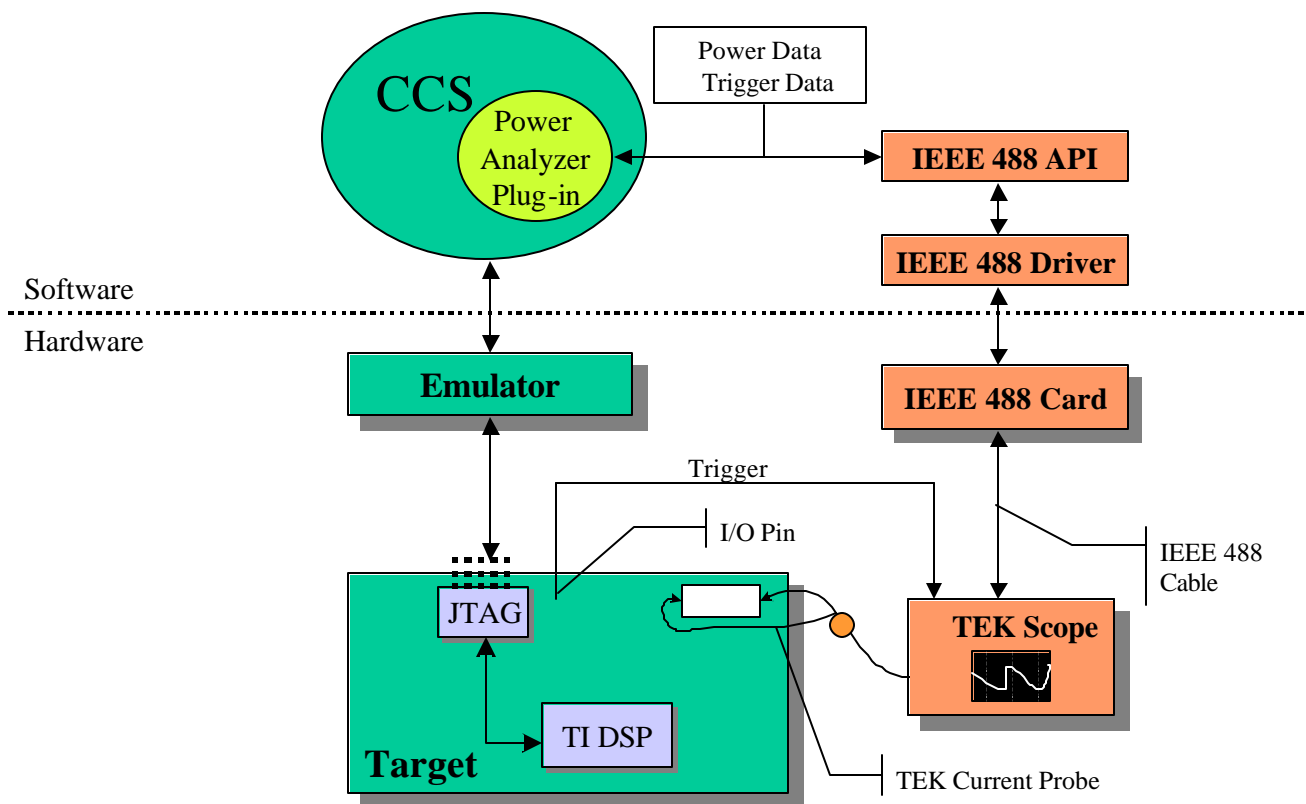 Power Data
Trigger Data
CCS
Power
Analyzer
Plug-in
IEEE 488 API
IEEE 488 Driver
Software
Hardware
Emulator
IEEE 488 Card
Trigger
I/O Pin
IEEE 488
Cable
JTAG
TEK Scope
TI DSP
Target
TEK Current Probe